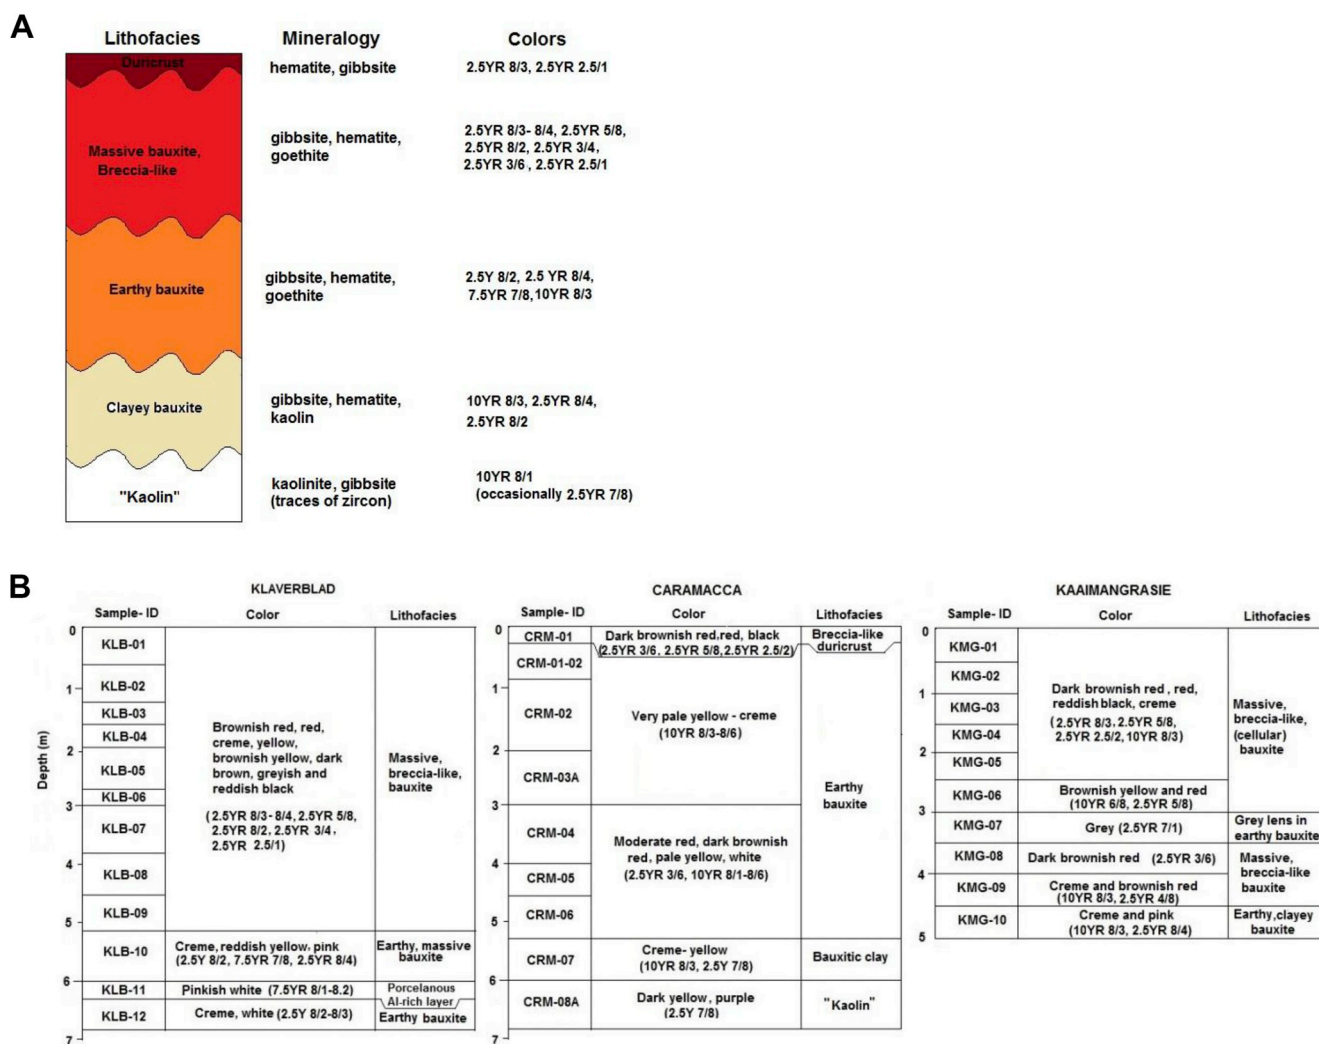 A
Lithofacies Mineralogy Colors
Duricrust hematite, gibbsite 2.5YR 8/3, 2.5YR 2.5/1
Massive bauxite,
Breccia-like
gibbsite, hematite,
goethite
2.5YR 8/3- 8/4, 2.5YR 5/8,
2.5YR 8/2, 2.5YR 3/4,
2.5YR 3/6, 2.5YR 2.5/1
Earthy bauxite
gibbsite, hematite,
goethite
2.5Y 8/2, 2.5 YR 8/4,
7.5YR 7/8, 10YR 8/3
Clayey bauxite
gibbsite, hematite,
kaolin
10YR 8/3, 2.5YR 8/4,
2.5YR 8/2
"Kaolin"
kaolinite, gibbsite
(traces of zircon)
10YR 8/1
(occasionally 2.5YR 7/8)
B
Depth (m)
0
1
2
3
4
5
6
7
KLAVERBLAD
Sample- ID Color Lithofacies
KLB-01
KLB-02
KLB-03
KLB-04
KLB-05
KLB-06
KLB-07
KLB-08
KLB-09
Brownish red, red,
creme, yellow,
brownish yellow, dark
brown, greyish and
reddish black
(2.5YR 8/3- 8/4, 2.5YR 5/8,
2.5YR 8/2, 2.5YR 3/4,
2.5YR 2.5/1)
Massive,
breccia-like,
bauxite
KLB-10
Creme, reddish yellow, pink
(2.5Y 8/2, 7.5YR 7/8, 2.5YR 8/4)
Earthy, massive
bauxite
KLB-11
Pinkish white (7.5YR 8/1-8.2)
Porcelanous
Al-rich layer
KLB-12
Creme, white (2.5Y 8/2-8/3)
Earthy bauxite
CARAMACCA
Sample- ID Color Lithofacies
0
1
2
3
4
5
6
7
CRM-01
Dark brownish red,red, black
(2.5YR 3/6, 2.5YR 5/8, 2.5YR 2.5/2)
Breccia-like
duricrust
CRM-01-02
CRM-02
CRM-03A
Very pale yellow - creme
(10YR 8/3-8/6)
Earthy
bauxite
CRM-04
CRM-05
CRM-06
Moderate red, dark brownish
red, pale yellow, white
(2.5YR 3/6, 10YR 8/1-8/6)
CRM-07
Creme- yellow
(10YR 8/3, 2.5Y 7/8)
Bauxitic clay
CRM-08A
Dark yellow, purple
(2.5Y 7/8)
"Kaolin"
KAAIMANGRASIE
Sample- ID Color Lithofacies
0
1
2
3
4
5
KMG-01
KMG-02
KMG-03
KMG-04
KMG-05
Dark brownish red, red,
reddish black, creme
(2.5YR 8/3, 2.5YR 5/8,
2.5YR 2.5/2, 10YR 8/3)
Massive,
breccia-like,
(cellular)
bauxite
KMG-06
Brownish yellow and red
(10YR 6/8, 2.5YR 5/8)
KMG-07
Grey (2.5YR 7/1)
Grey lens in
earthy bauxite
KMG-08
Dark brownish red (2.5YR 3/6)
Massive,
breccia-like
bauxite
KMG-09
Creme and brownish red
(10YR 8/3, 2.5YR 4/8)
KMG-10
Creme and pink
(10YR 8/3, 2.5YR 8/4)
Earthy,clayey
bauxite